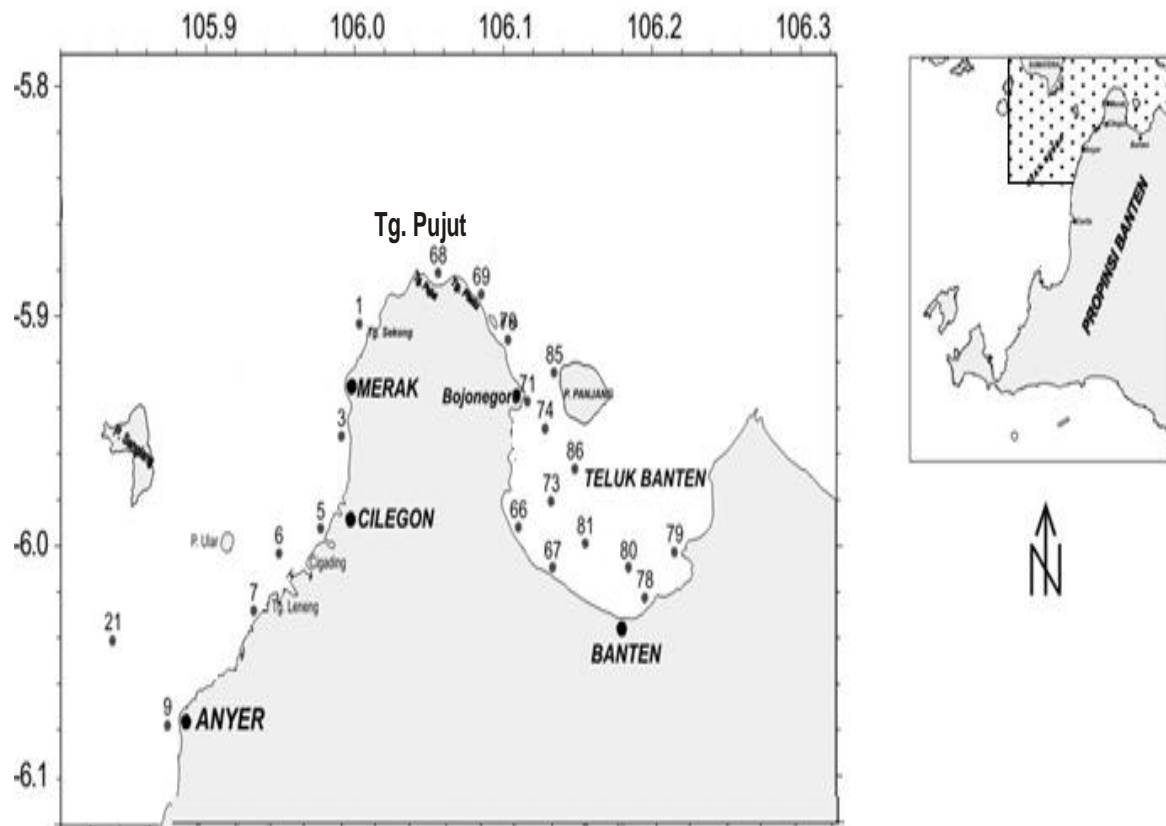 105.9 106.0 106.1 106.2 106.3
-5.8
Tg. Pujut
68
69
-5.9
1
Tg. Sekong
85
MERAK
Bojonegor
71
P. PANJANG
74
3
86
TELUK BANTEN
73
5
CILEGON
66
81
79
P. Ular
6
-6.0
67
80
Cigading
78
7
Tg. Leneng
21
BANTEN
9
ANYER
-6.1
PROPINSI BANTEN
N